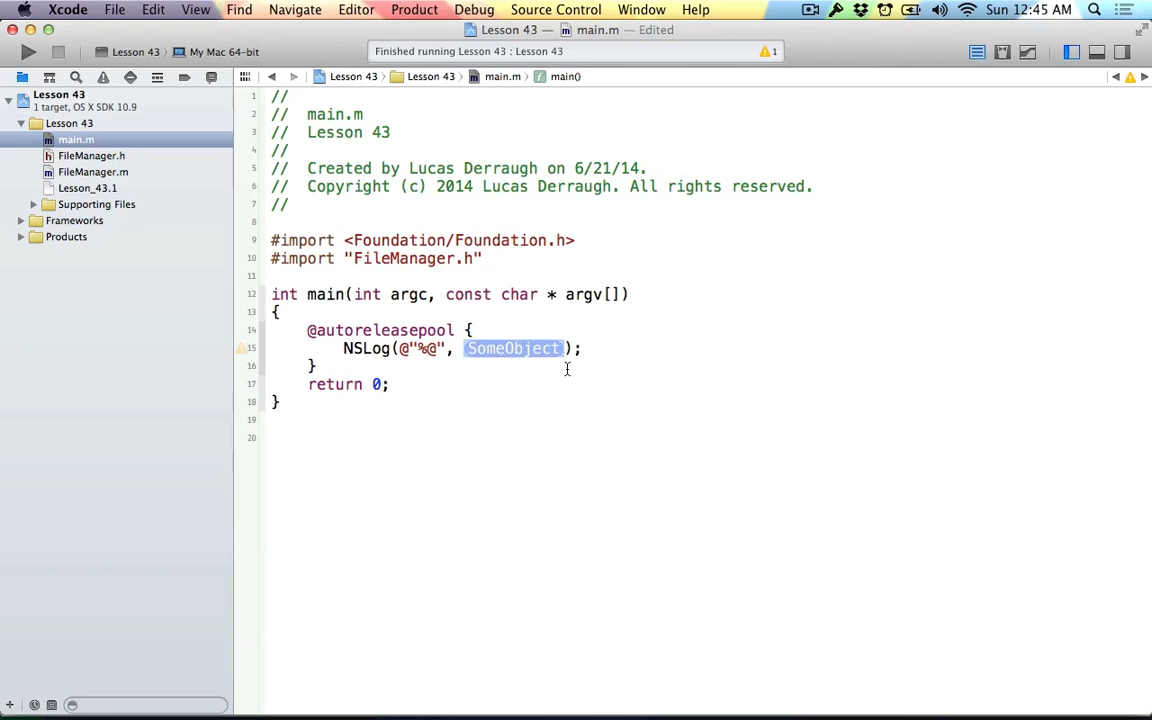 Xcode File Edit View Find Navigate Editor Product Debug Source Control Window Help Sun 12:45 AM
Lesson 43 — main.m — Edited
Lesson 43 › My Mac 64-bit
Finished running Lesson 43 : Lesson 43
1
Lesson 43 › Lesson 43 › main.m › main()
Lesson 43
1 target, OS X SDK 10.9
Lesson 43
main.m
FileManager.h
FileManager.m
Lesson_43.1
Supporting Files
Frameworks
Products
1 //
2 // main.m
3 // Lesson 43
4 //
5 // Created by Lucas Derraugh on 6/21/14.
6 // Copyright (c) 2014 Lucas Derraugh. All rights reserved.
7 //
8
9 #import <Foundation/Foundation.h>
10 #import "FileManager.h"
11
12 int main(int argc, const char * argv[])
13 {
14 @autoreleasepool {
15 NSLog(@"%@", SomeObject);
16 }
17 return 0;
18 }
19
20